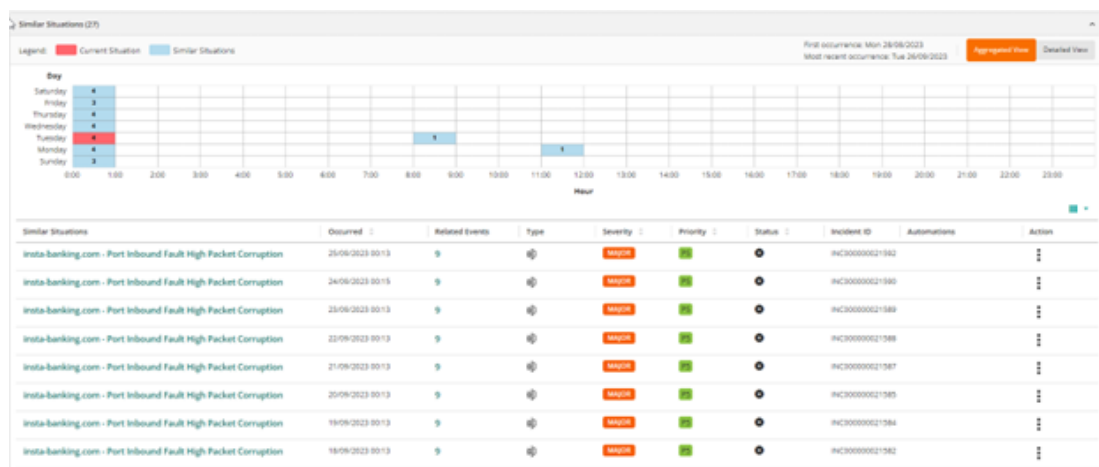 Similar Situations (27)
Legend: Current Situation Similar Situations
First occurrence: Mon 28/08/2023
Most recent occurrence: Tue 26/09/2023
Aggregated View Detailed View
Day
Saturday 4
Friday 3
Thursday 4
Wednesday 4
Tuesday 4 1
Monday 4 1
Sunday 3
0:00 1:00 2:00 3:00 4:00 5:00 6:00 7:00 8:00 9:00 10:00 11:00 12:00 13:00 14:00 15:00 16:00 17:00 18:00 19:00 20:00 21:00 22:00 23:00
Hour
Similar Situations Occurred Related Events Type Severity Priority Status Incident ID Automations Action
insta-banking.com - Port Inbound Fault High Packet Corruption 25/09/2023 00:13 9 MAJOR P5 INC000000021592
insta-banking.com - Port Inbound Fault High Packet Corruption 24/09/2023 00:15 9 MAJOR P5 INC000000021590
insta-banking.com - Port Inbound Fault High Packet Corruption 23/09/2023 00:13 9 MAJOR P5 INC000000021589
insta-banking.com - Port Inbound Fault High Packet Corruption 22/09/2023 00:13 9 MAJOR P5 INC000000021588
insta-banking.com - Port Inbound Fault High Packet Corruption 21/09/2023 00:13 9 MAJOR P5 INC000000021587
insta-banking.com - Port Inbound Fault High Packet Corruption 20/09/2023 00:13 9 MAJOR P5 INC000000021585
insta-banking.com - Port Inbound Fault High Packet Corruption 19/09/2023 00:13 9 MAJOR P5 INC000000021584
insta-banking.com - Port Inbound Fault High Packet Corruption 18/09/2023 00:13 9 MAJOR P5 INC000000021582